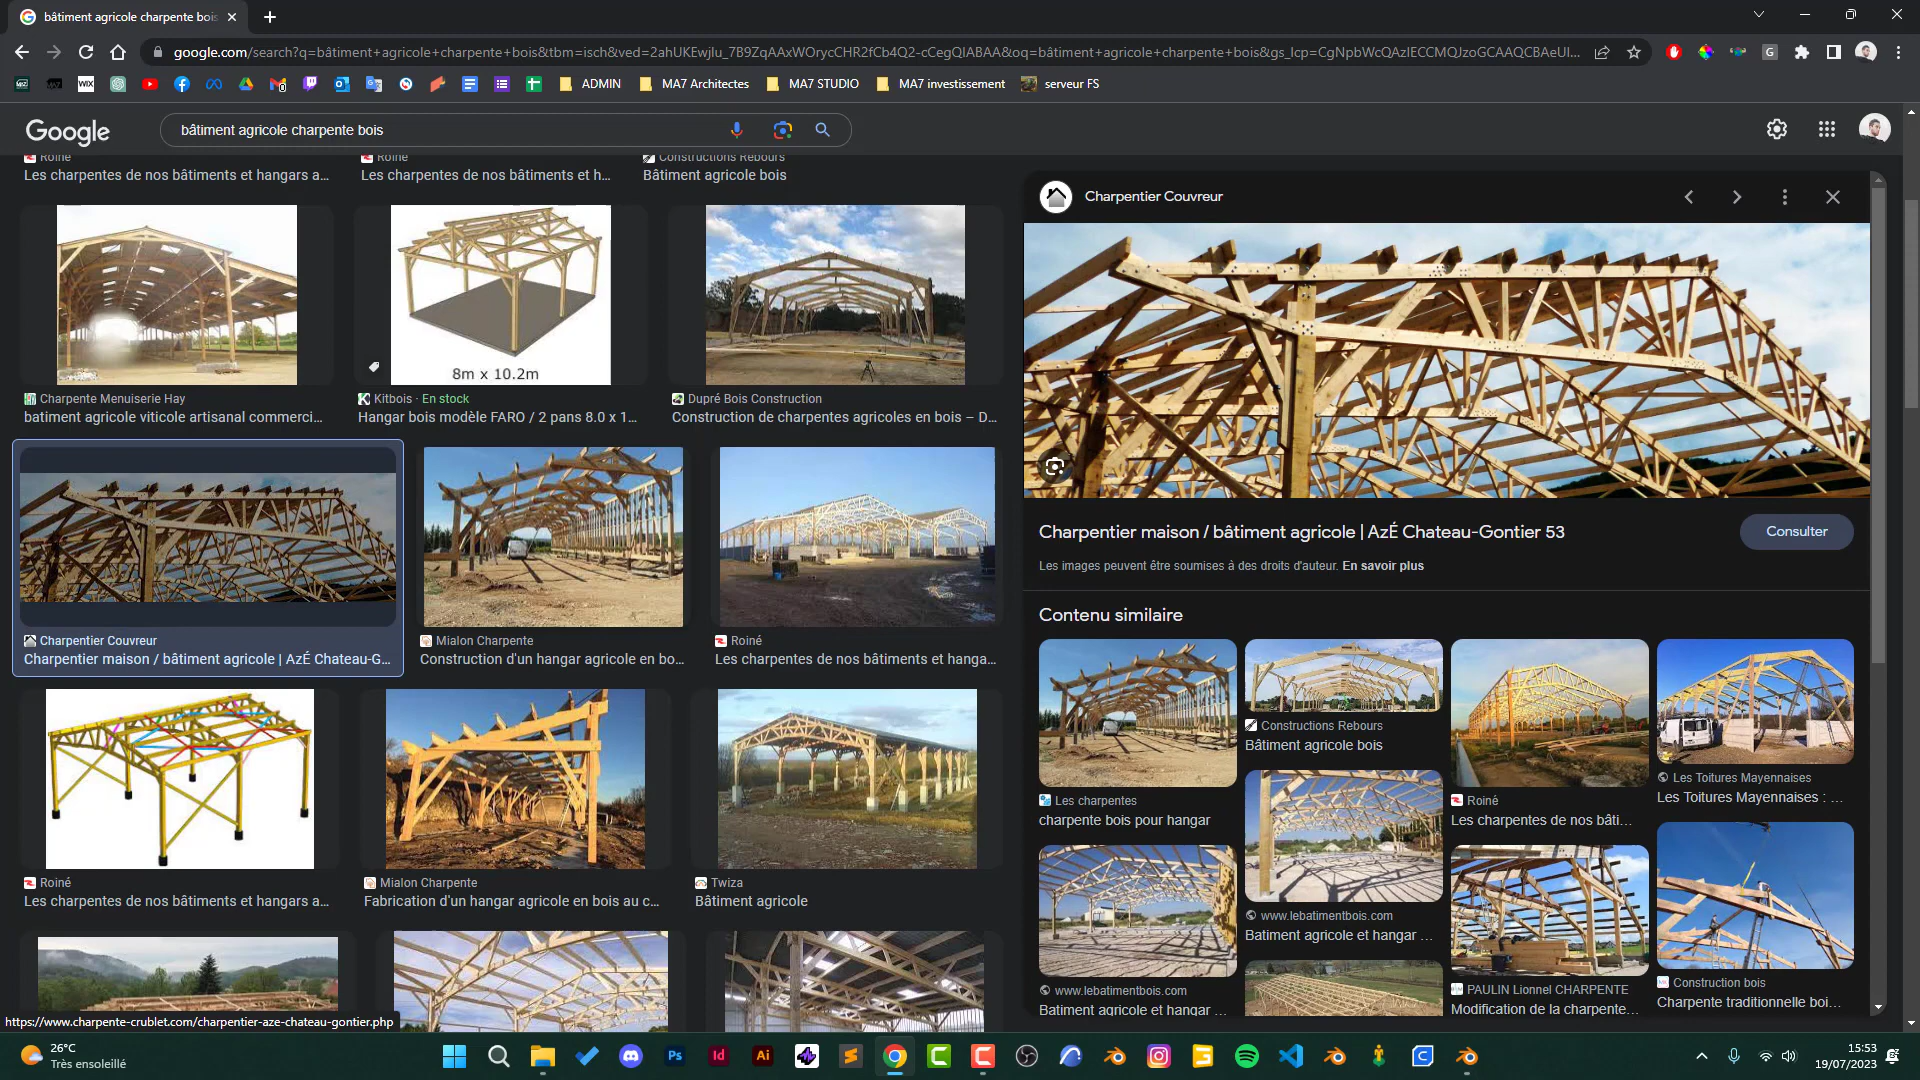 bâtiment agricole charpente bois
google.com/search?q=bâtiment+agricole+charpente+bois&tbm=isch&ved=2ahUKEwjIu_7B9ZqAAxWOrycCHR2fCb4Q2-cCegQIABAA&oq=bâtiment+agricole+charpente+bois&gs_lcp=CgNpbWcQAzIECCMQJzoGCAAQCBAeUI...
ADMIN
MA7 Architectes
MA7 STUDIO
MA7 investissement
serveur FS
Google
bâtiment agricole charpente bois
Roiné
Roiné
Constructions Rebours
Les charpentes de nos bâtiments et hangars a...
Les charpentes de nos bâtiments et h...
Bâtiment agricole bois
8m x 10.2m
Charpente Menuiserie Hay
batiment agricole viticole artisanal commerci...
Kitbois · En stock
Hangar bois modèle FARO / 2 pans 8.0 x 1...
Dupré Bois Construction
Construction de charpentes agricoles en bois – D...
Charpentier Couvreur
Charpentier maison / bâtiment agricole | AzÉ Chateau-G...
Mialon Charpente
Construction d'un hangar agricole en bo...
Roiné
Les charpentes de nos bâtiments et hanga...
Roiné
Les charpentes de nos bâtiments et hangars a...
Mialon Charpente
Fabrication d'un hangar agricole en bois au c...
Twiza
Bâtiment agricole
Charpentier Couvreur
Charpentier maison / bâtiment agricole | AzÉ Chateau-Gontier 53
Consulter
Les images peuvent être soumises à des droits d'auteur. En savoir plus
Contenu similaire
Les charpentes
charpente bois pour hangar
Constructions Rebours
Bâtiment agricole bois
Roiné
Les charpentes de nos bâti...
Les Toitures Mayennaises
Les Toitures Mayennaises : ...
www.lebatimentbois.com
Batiment agricole et hangar ...
www.lebatimentbois.com
Batiment agricole et hangar ...
PAULIN Lionnel CHARPENTE
Modification de la charpente...
Construction bois
Charpente traditionnelle boi...
https://www.charpente-crublet.com/charpentier-aze-chateau-gontier.php
26°C
Très ensoleillé
15:53
19/07/2023